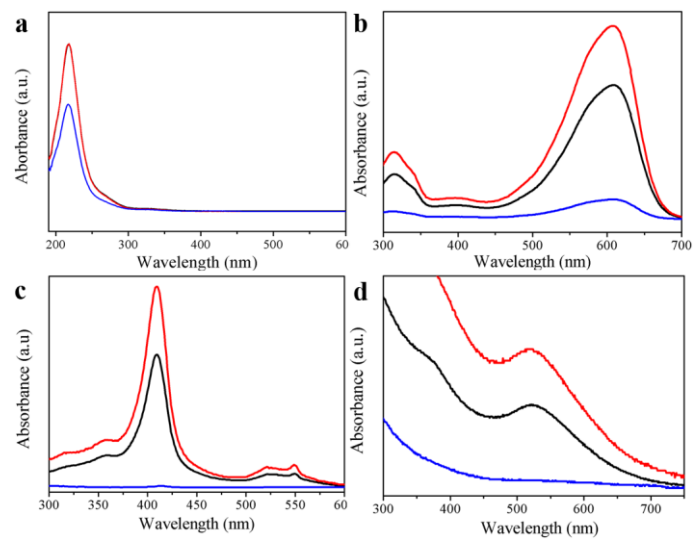 a
Absorbance (a.u.)
200 300 400 500 60
Wavelength (nm)
b
Absorbance (a.u.)
300 400 500 600 700
Wavelength (nm)
c
Absorbance (a.u)
300 350 400 450 500 550 60
Wavelength (nm)
d
Absorbance (a.u.)
300 400 500 600 700
Wavelength (nm)